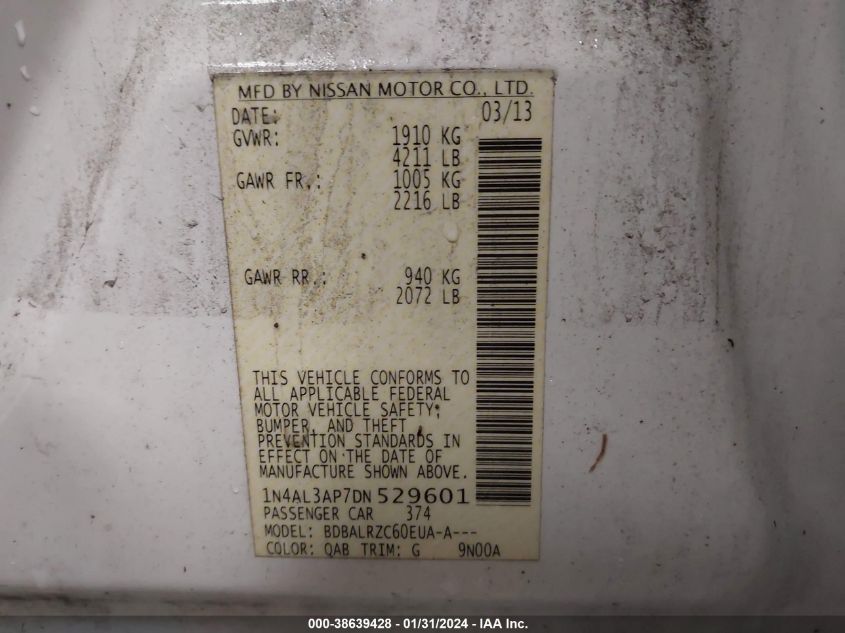 MFD BY NISSAN MOTOR CO., LTD.
DATE: 03/13
GVWR: 1910 KG
4211 LB
GAWR FR.: 1005 KG
2216 LB
GAWR RR.: 940 KG
2072 LB
THIS VEHICLE CONFORMS TO
ALL APPLICABLE FEDERAL
MOTOR VEHICLE SAFETY,
BUMPER, AND THEFT
PREVENTION STANDARDS IN
EFFECT ON THE DATE OF
MANUFACTURE SHOWN ABOVE.
1N4AL3AP7DN 529601
PASSENGER CAR 374
MODEL: BDBALRZC60EUA-A---
COLOR: QAB TRIM: G 9N00A
000-38639428 - 01/31/2024 - IAA Inc.